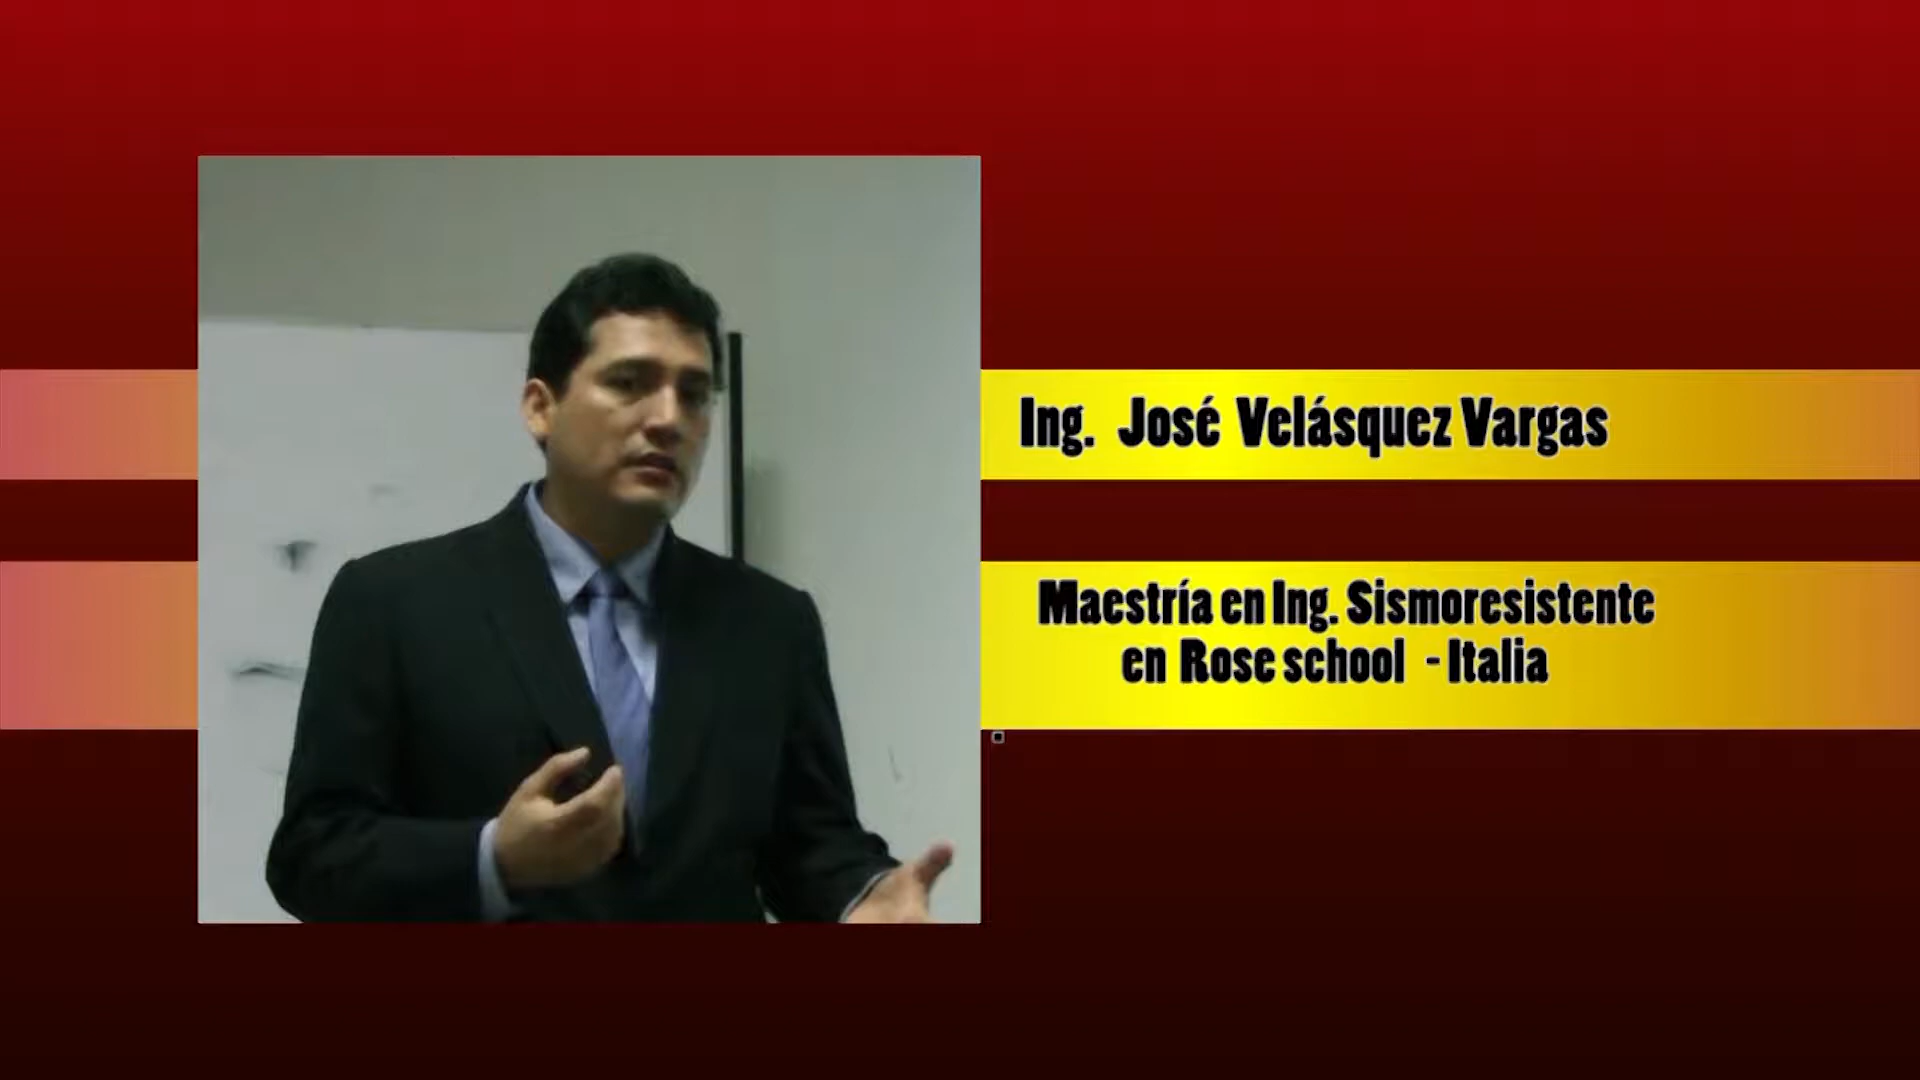 Ing. José Velásquez Vargas
Maestría en Ing. Sismoresistente
en Rose school - Italia